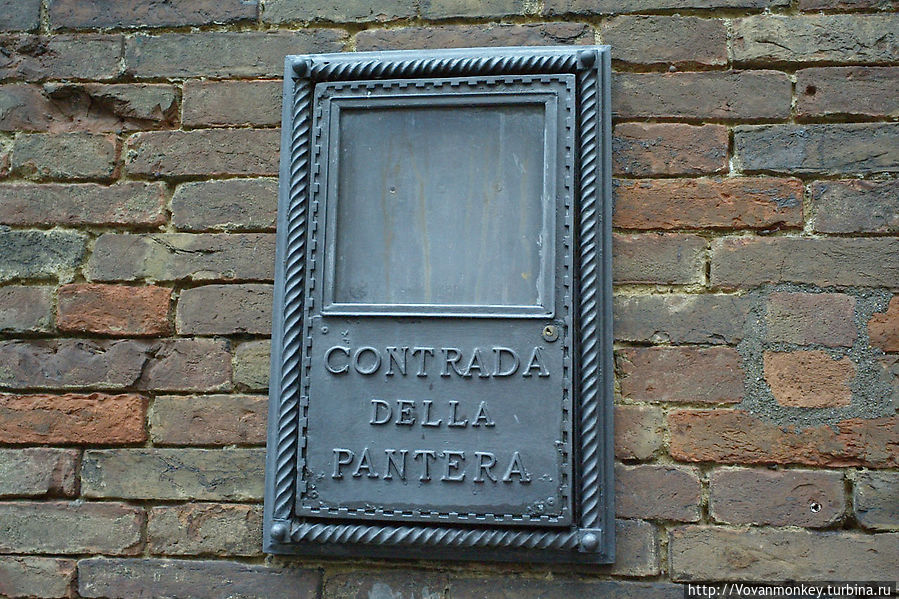 CONTRADA
DELLA
PANTERA
http://Vovanmonkey.turbina.ru